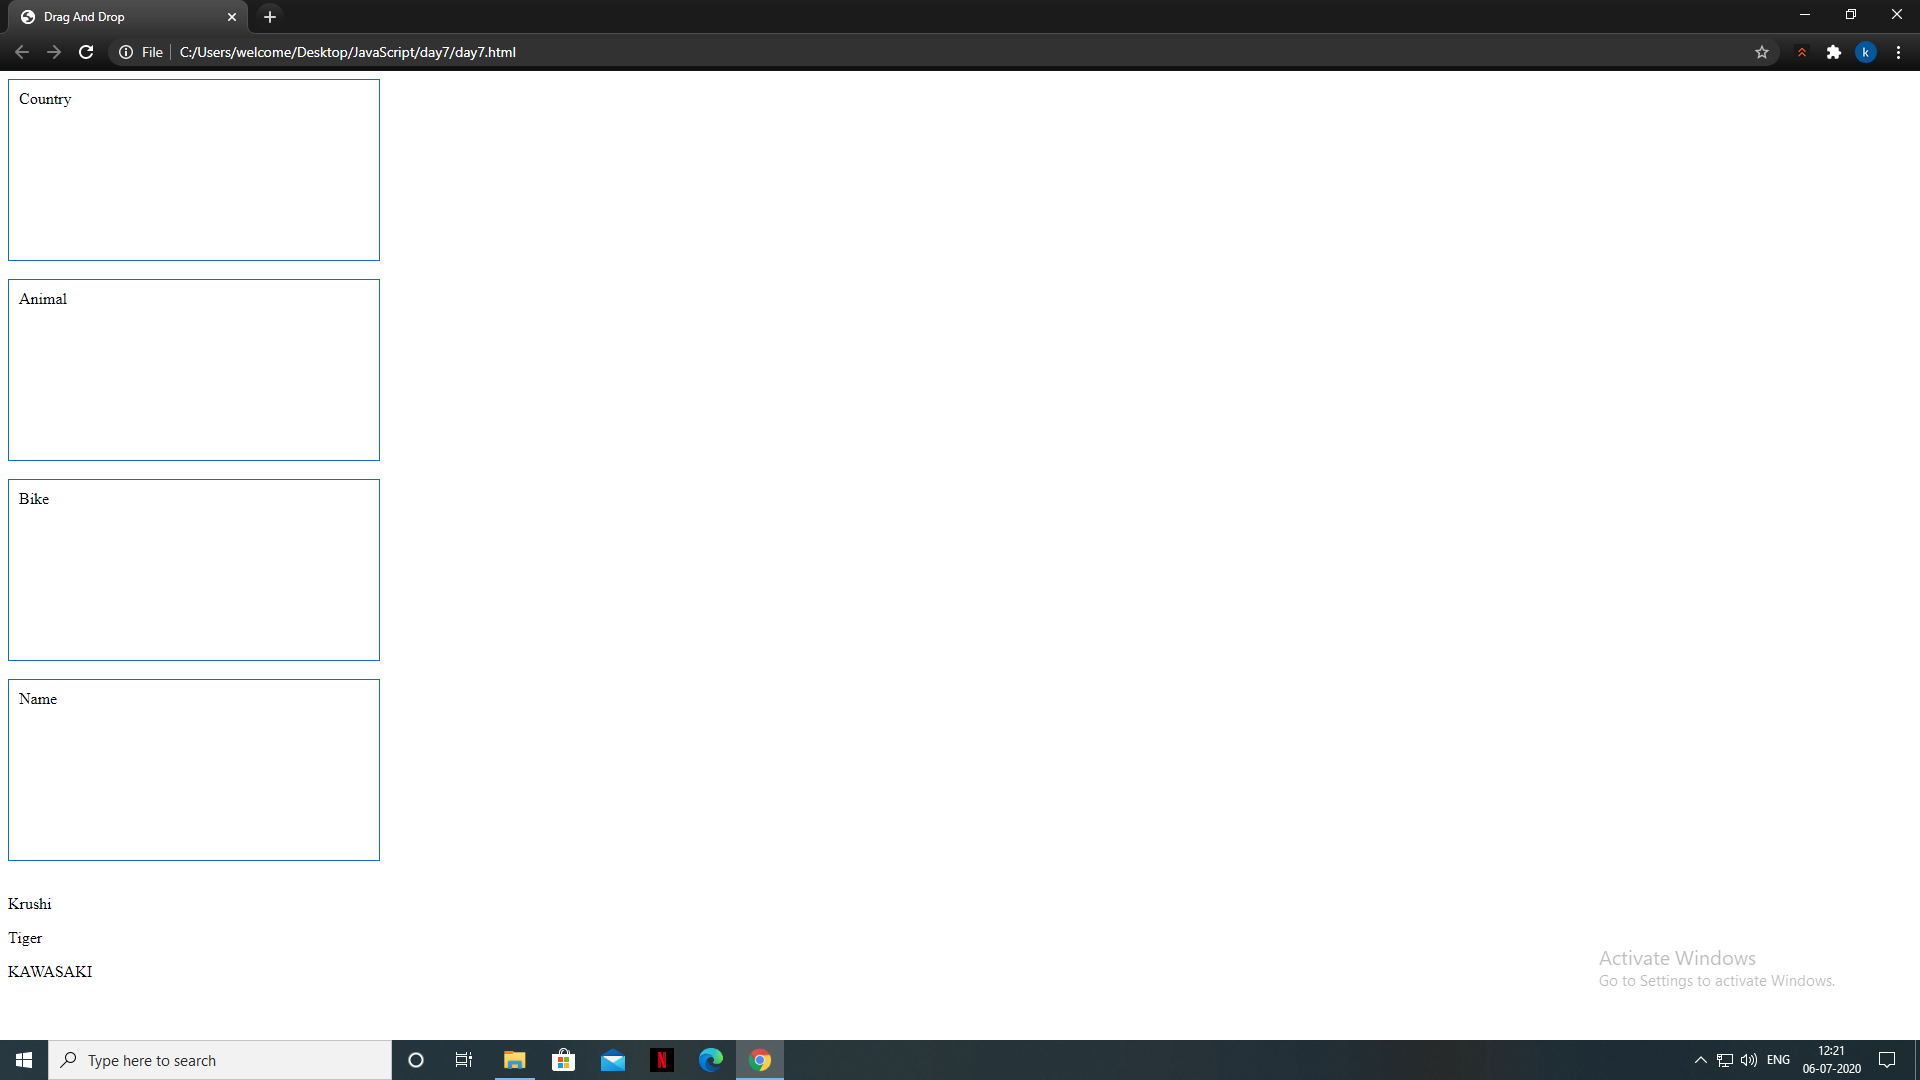 Drag And Drop
File
C:/Users/welcome/Desktop/JavaScript/day7/day7.html
k
Country
Animal
Bike
Name
Krushi
Tiger
KAWASAKI
Activate Windows
Go to Settings to activate Windows.
Type here to search
N
ENG
12:21
06-07-2020